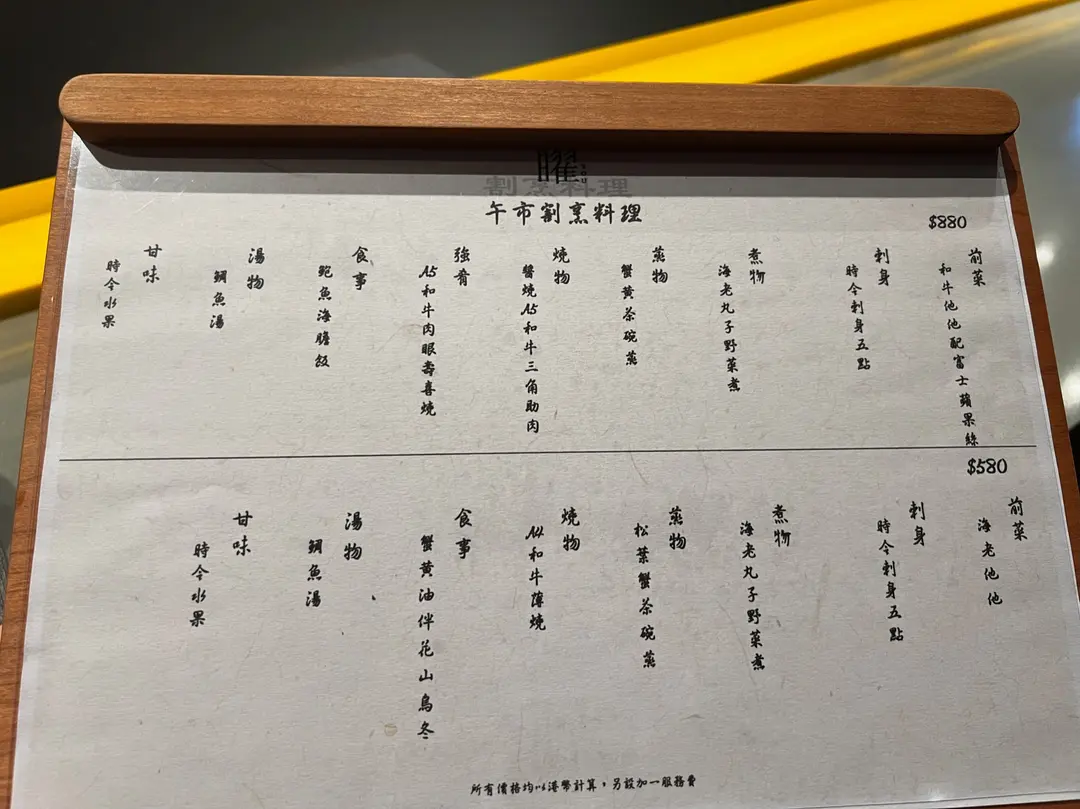 曜
YOU
割烹料理
午市割烹料理
$880
前菜
和牛他他配富士蘋果絲
刺身
時令刺身五點
煮物
海老丸子野菜煮
蒸物
蟹黄茶碗蒸
焼物
醬燒A5和牛三角肋肉
強肴
A5和牛肉眼壽喜燒
食事
鮑魚海膽飯
湯物
鯛魚湯
甘味
時令水果
$580
前菜
海老他他
刺身
時令刺身五點
煮物
海老丸子野菜煮
蒸物
松葉蟹茶碗蒸
燒物
A4和牛薄燒
食事
蟹黄油伴花山烏冬
湯物
鯛魚湯
甘味
時令水果
所有價格均以港幣計算，另設加一服務費